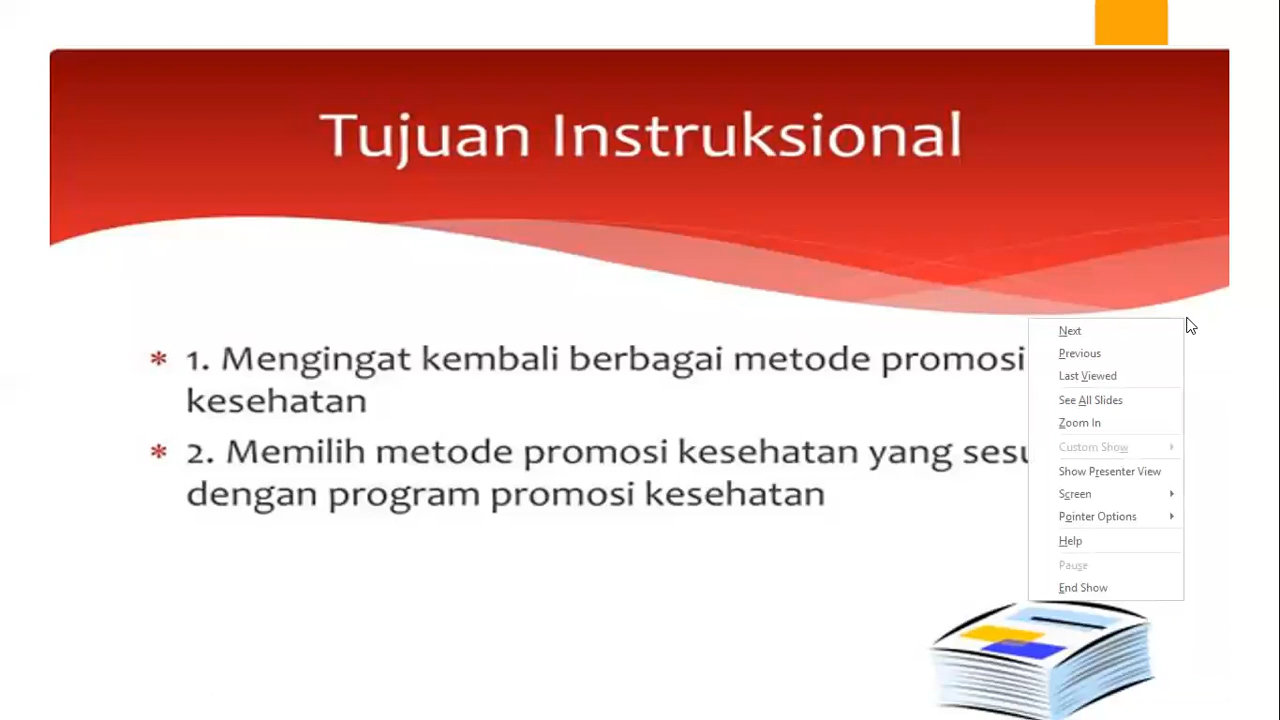 Tujuan Instruksional
* 1. Mengingat kembali berbagai metode promosi
kesehatan
* 2. Memilih metode promosi kesehatan yang
dengan program promosi kesehatan
Next
Previous
Last Viewed
See All Slides
Zoom In
Custom Show
Show Presenter View
Screen
Pointer Options
Help
Pause
End Show